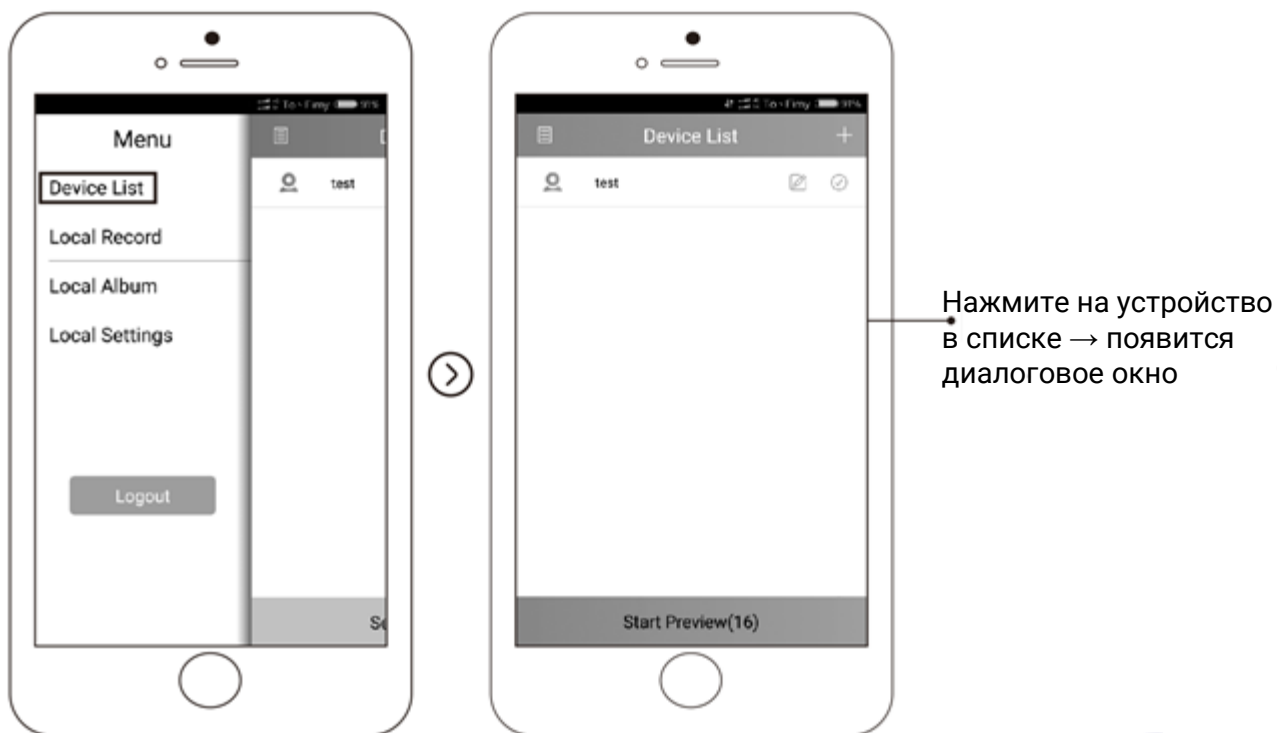 Menu
Device List
Local Record
Local Album
Local Settings
Logout
test
91%
Device List
test
Start Preview(16)
Нажмите на устройство
в списке → появится
диалоговое окно